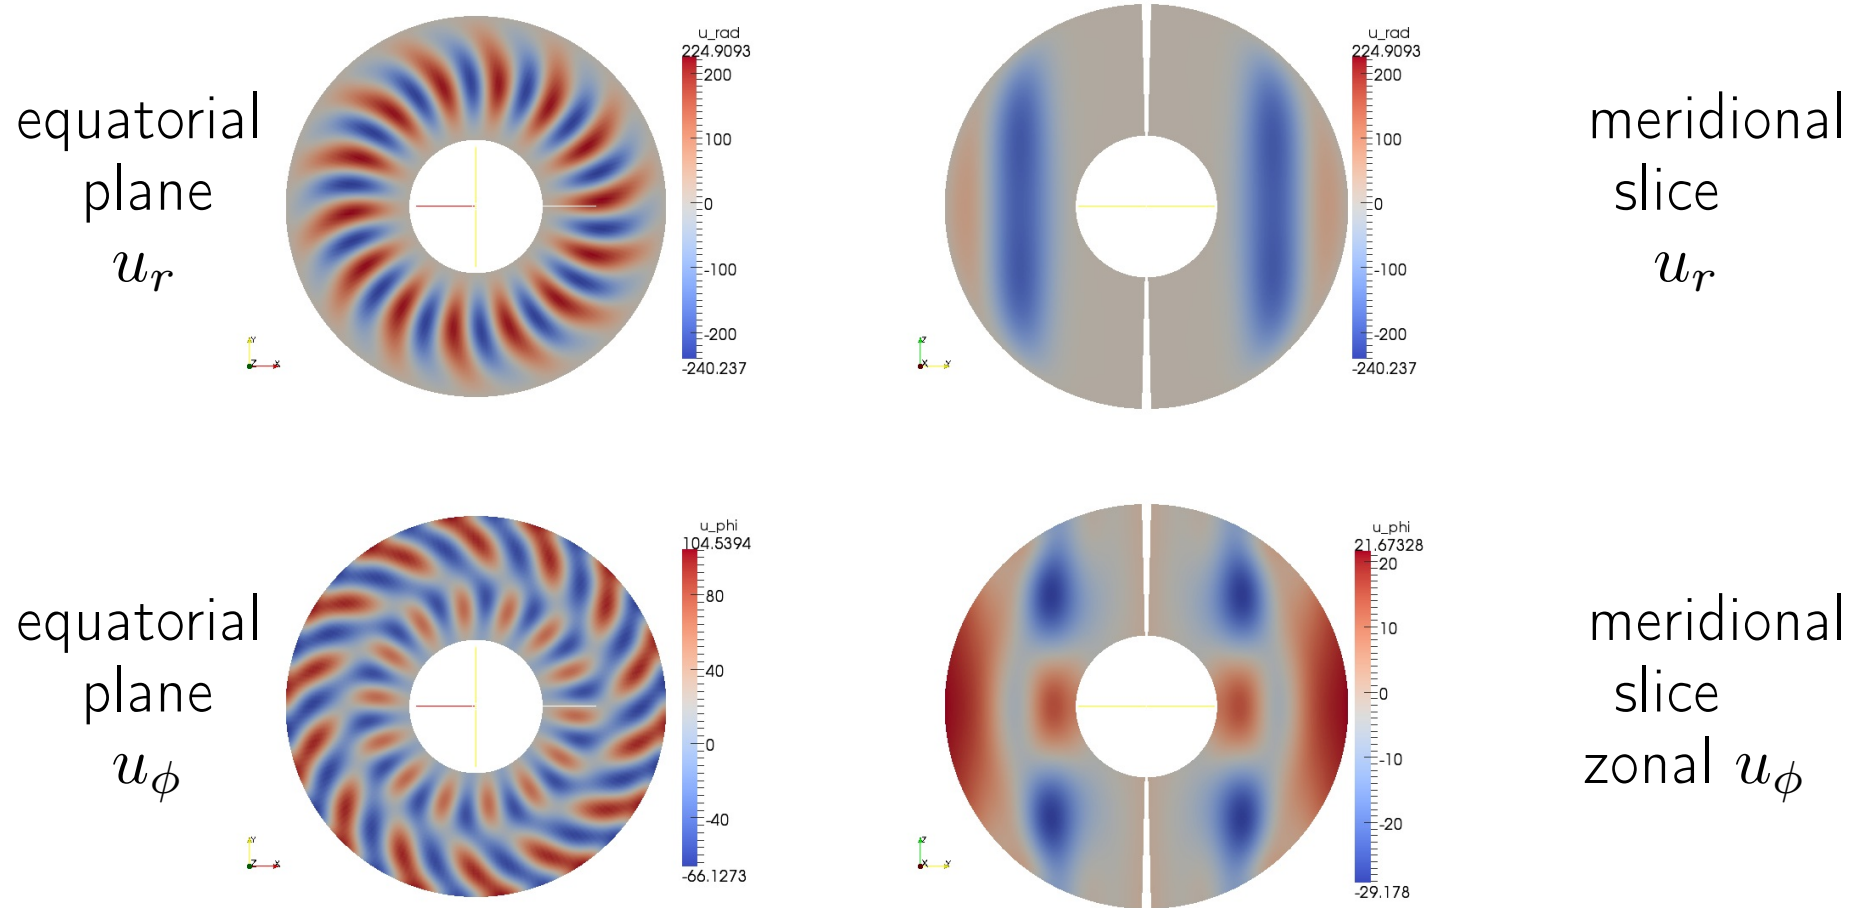 equatorial
plane
u_r
u_rad
224.9093
200
100
0
-100
-200
-240.237
Y
Z X
u_rad
224.9093
200
100
0
-100
-200
-240.237
Z
X Y
meridional
slice
u_r
equatorial
plane
u_ϕ
u_phi
104.5394
80
40
0
-40
-66.1273
Y
Z X
u_phi
21.67328
20
10
0
-10
-20
-29.178
Z
X Y
meridional
slice
zonal u_ϕ